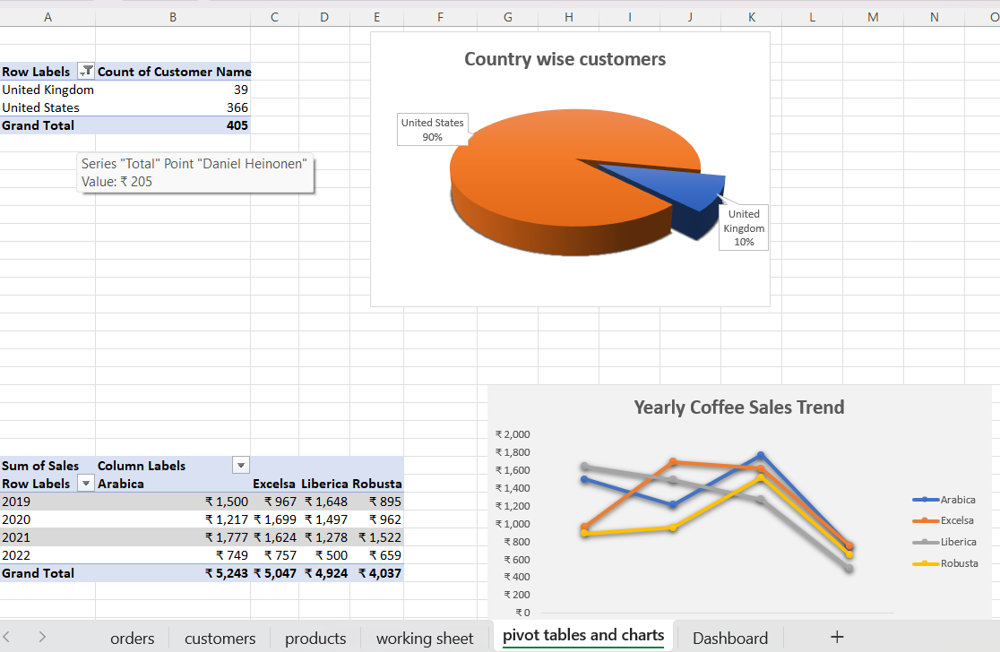 A B C D E F G H I J K L M N O
Country wise customers
Row Labels Count of Customer Name
United Kingdom 39
United States 366
Grand Total 405
United States
90%
United
Kingdom
10%
Series "Total" Point "Daniel Heinonen"
Value: ₹ 205
Yearly Coffee Sales Trend
₹ 2,000
₹ 1,800
₹ 1,600
₹ 1,400
₹ 1,200
₹ 1,000
₹ 800
₹ 600
₹ 400
₹ 200
₹ 0
Arabica
Excelsa
Liberica
Robusta
Sum of Sales Column Labels
Row Labels Arabica Excelsa Liberica Robusta
2019 ₹ 1,500 ₹ 967 ₹ 1,648 ₹ 895
2020 ₹ 1,217 ₹ 1,699 ₹ 1,497 ₹ 962
2021 ₹ 1,777 ₹ 1,624 ₹ 1,278 ₹ 1,522
2022 ₹ 749 ₹ 757 ₹ 500 ₹ 659
Grand Total ₹ 5,243 ₹ 5,047 ₹ 4,924 ₹ 4,037
orders customers products working sheet pivot tables and charts Dashboard +